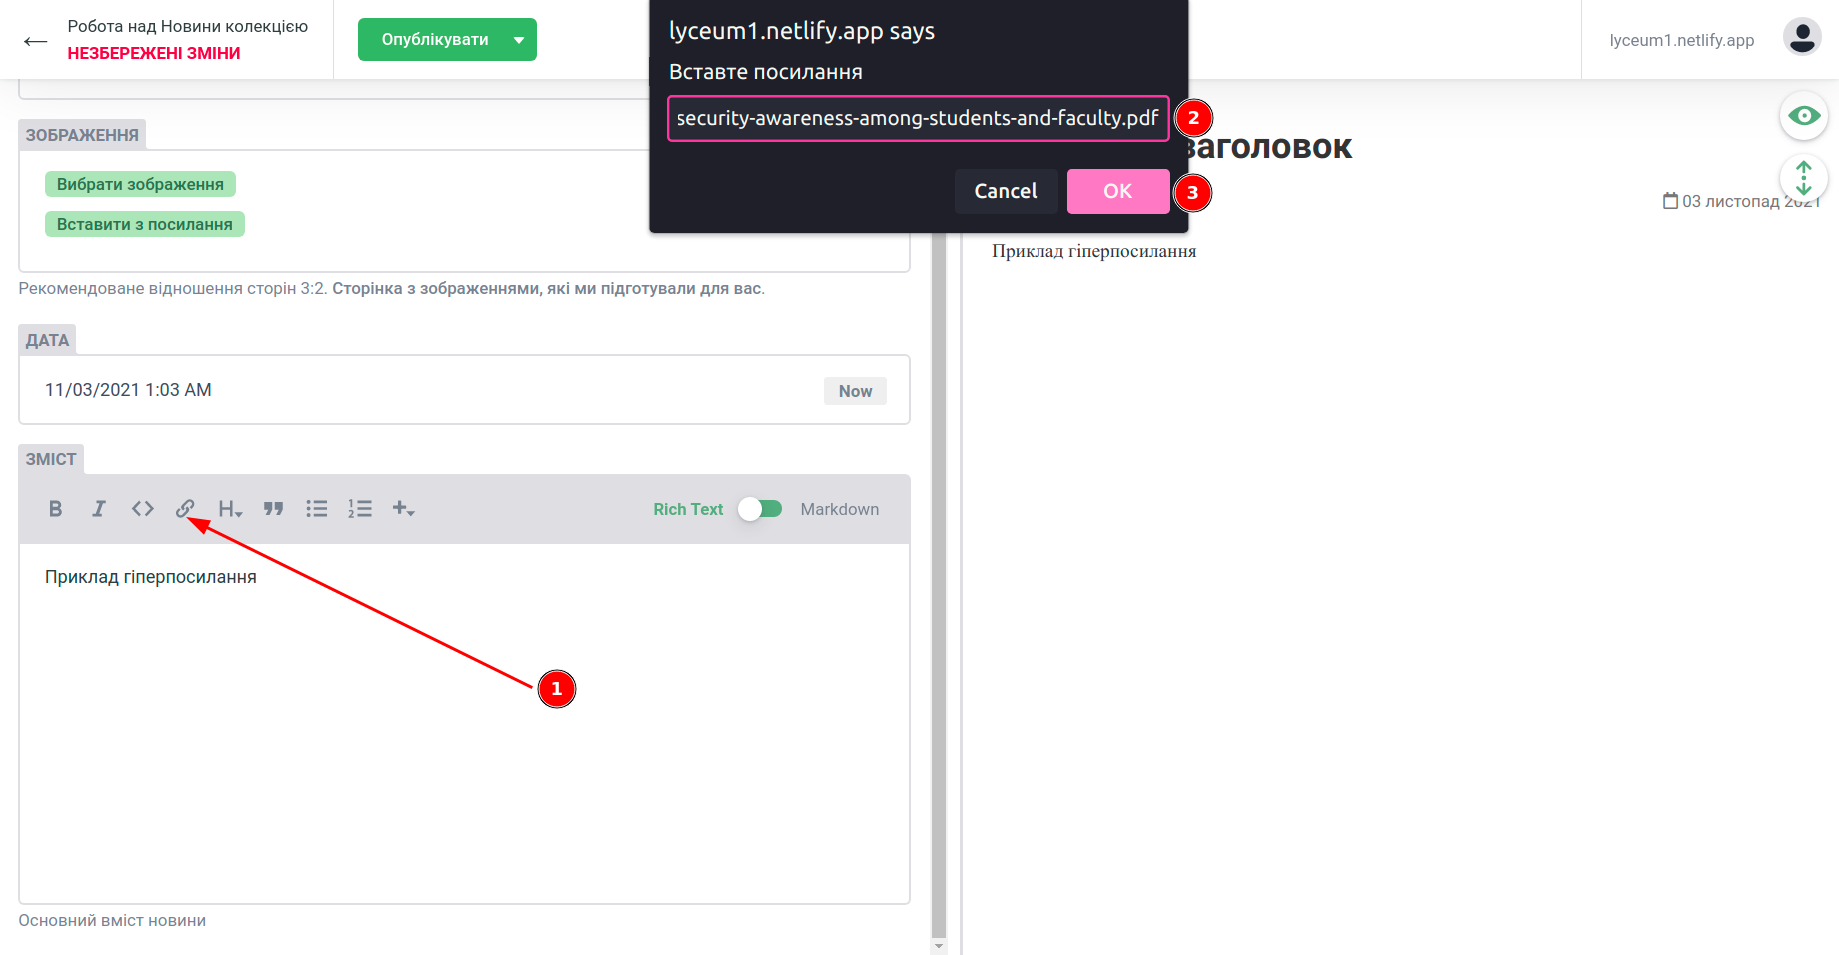 Робота над Новини колекцією
НЕЗБЕРЕЖЕНІ ЗМІНИ
Опублікувати
lyceum1.netlify.app says
Вставте посилання
security-awareness-among-students-and-faculty.pdf
2
Cancel
OK
3
lyceum1.netlify.app
ЗОБРАЖЕННЯ
Вибрати зображення
Вставити з посилання
Рекомендоване відношення сторін 3:2. Сторінка з зображеннями, які ми підготували для вас.
ДАТА
11/03/2021 1:03 AM
Now
ЗМІСТ
B I <> H
Rich Text
Markdown
Приклад гіперпосилання
1
Основний вміст новини
заголовок
03 листопад 2021
Приклад гіперпосилання